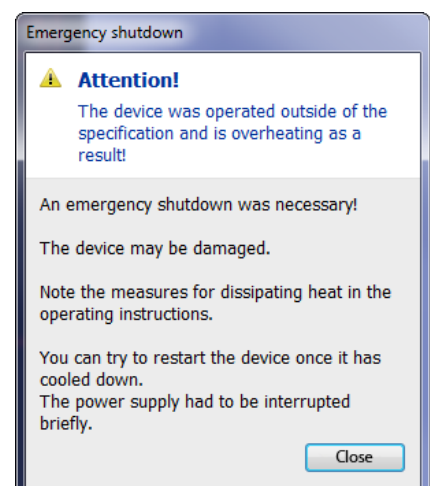 Emergency shutdown
Attention!
The device was operated outside of the
specification and is overheating as a
result!
An emergency shutdown was necessary!
The device may be damaged.
Note the measures for dissipating heat in the
operating instructions.
You can try to restart the device once it has
cooled down.
The power supply had to be interrupted
briefly.
Close